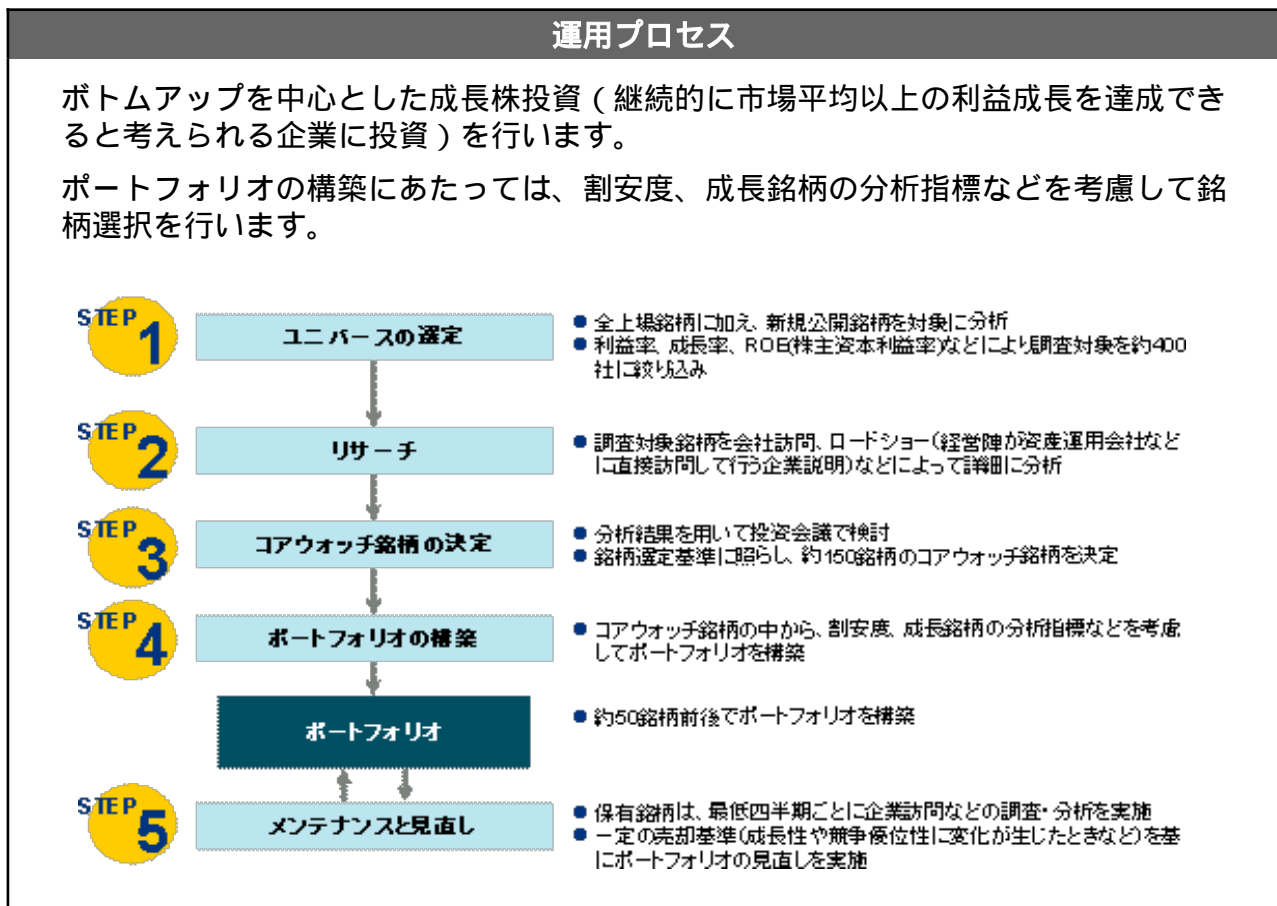 運用プロセス
ボトムアップを中心とした成長株投資（継続的に市場平均以上の利益成長を達成でき
ると考えられる企業に投資）を行います。
ポートフォリオの構築にあたっては、割安度、成長銘柄の分析指標などを考慮して銘
柄選択を行います。
STEP 1
ユニバースの選定
● 全上場銘柄に加え、新規公開銘柄を対象に分析
● 利益率、成長率、ROE(株主資本利益率)などにより調査対象を約400
社に絞り込み
STEP 2
リサーチ
● 調査対象銘柄を会社訪問、ロードショー(経営陣が資産運用会社など
に直接訪問して行う企業説明)などによって詳細に分析
STEP 3
コアウォッチ銘柄の決定
● 分析結果を用いて投資会議で検討
● 銘柄選定基準に照らし、約150銘柄のコアウォッチ銘柄を決定
STEP 4
ポートフォリオの構築
● コアウォッチ銘柄の中から、割安度、成長銘柄の分析指標などを考慮
してポートフォリオを構築
ポートフォリオ
● 約50銘柄前後でポートフォリオを構築
STEP 5
メンテナンスと見直し
● 保有銘柄は、最低四半期ごとに企業訪問などの調査・分析を実施
● 一定の売却基準(成長性や競争優位性に変化が生じたときなど)を基
にポートフォリオの見直しを実施